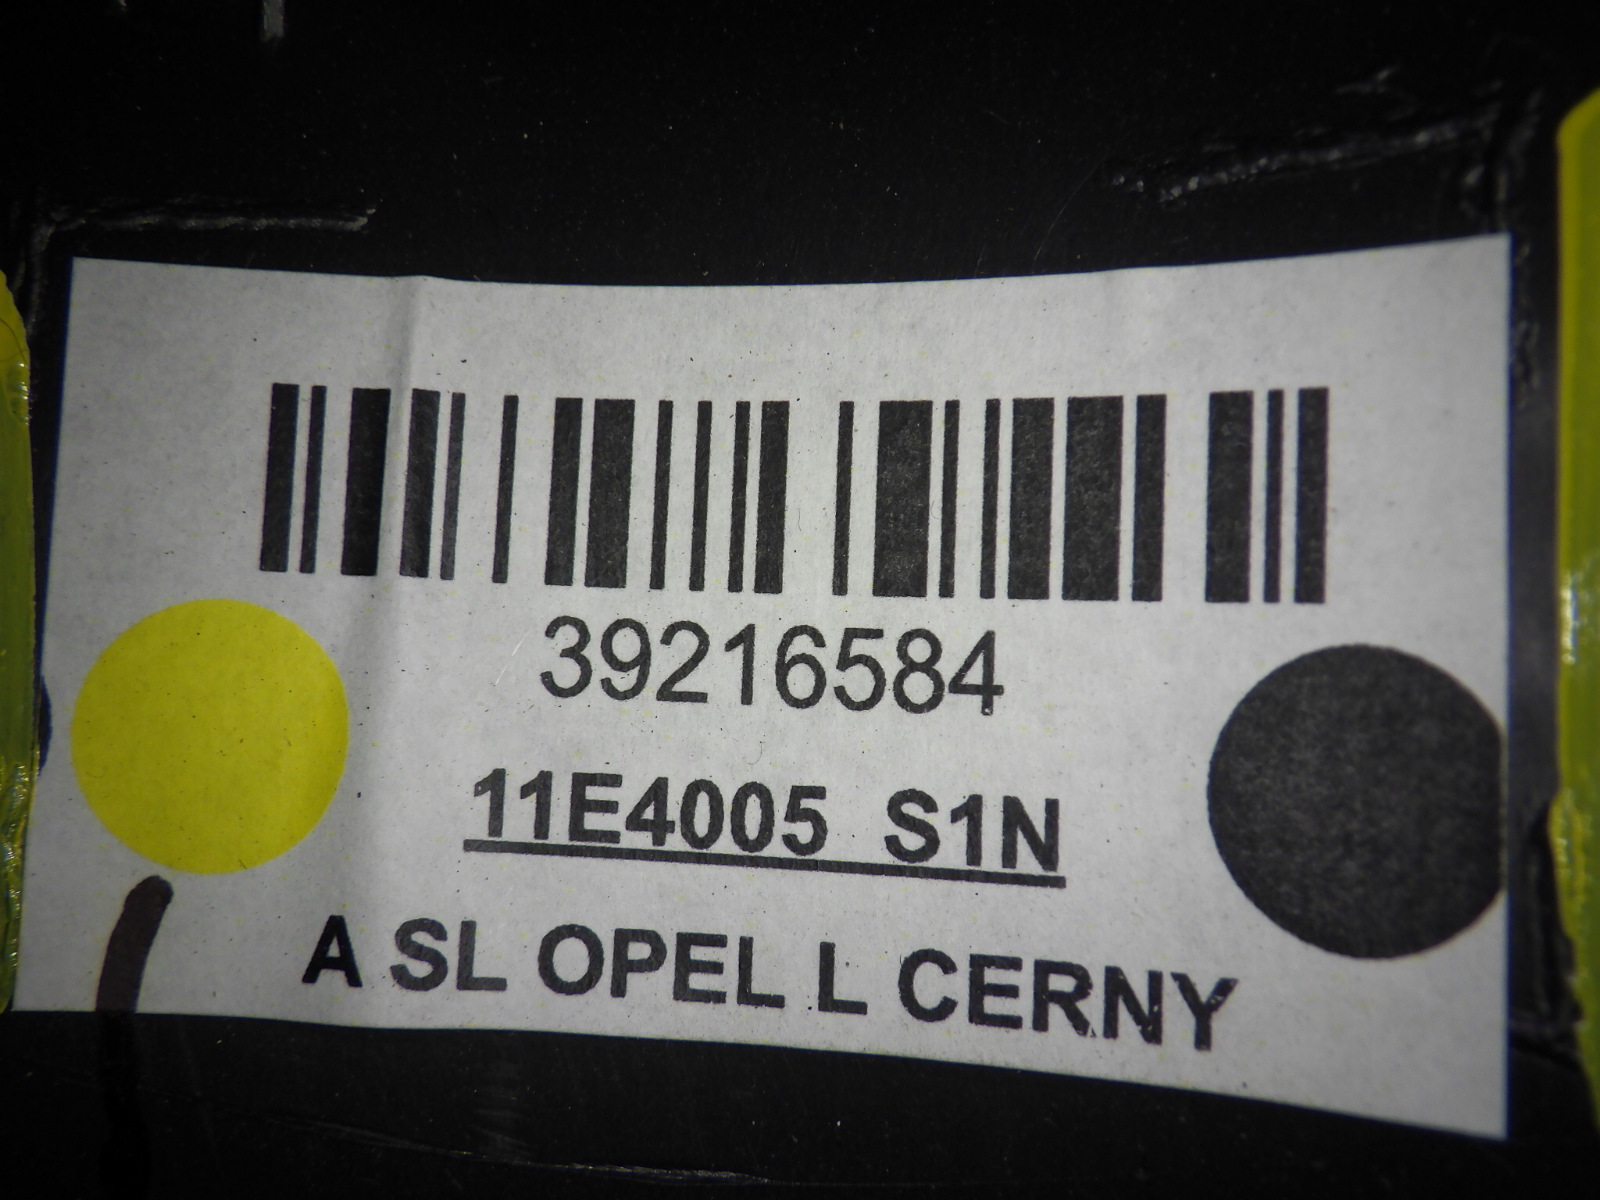 39216584
11E4005 S1N
A SL OPEL L CERNY